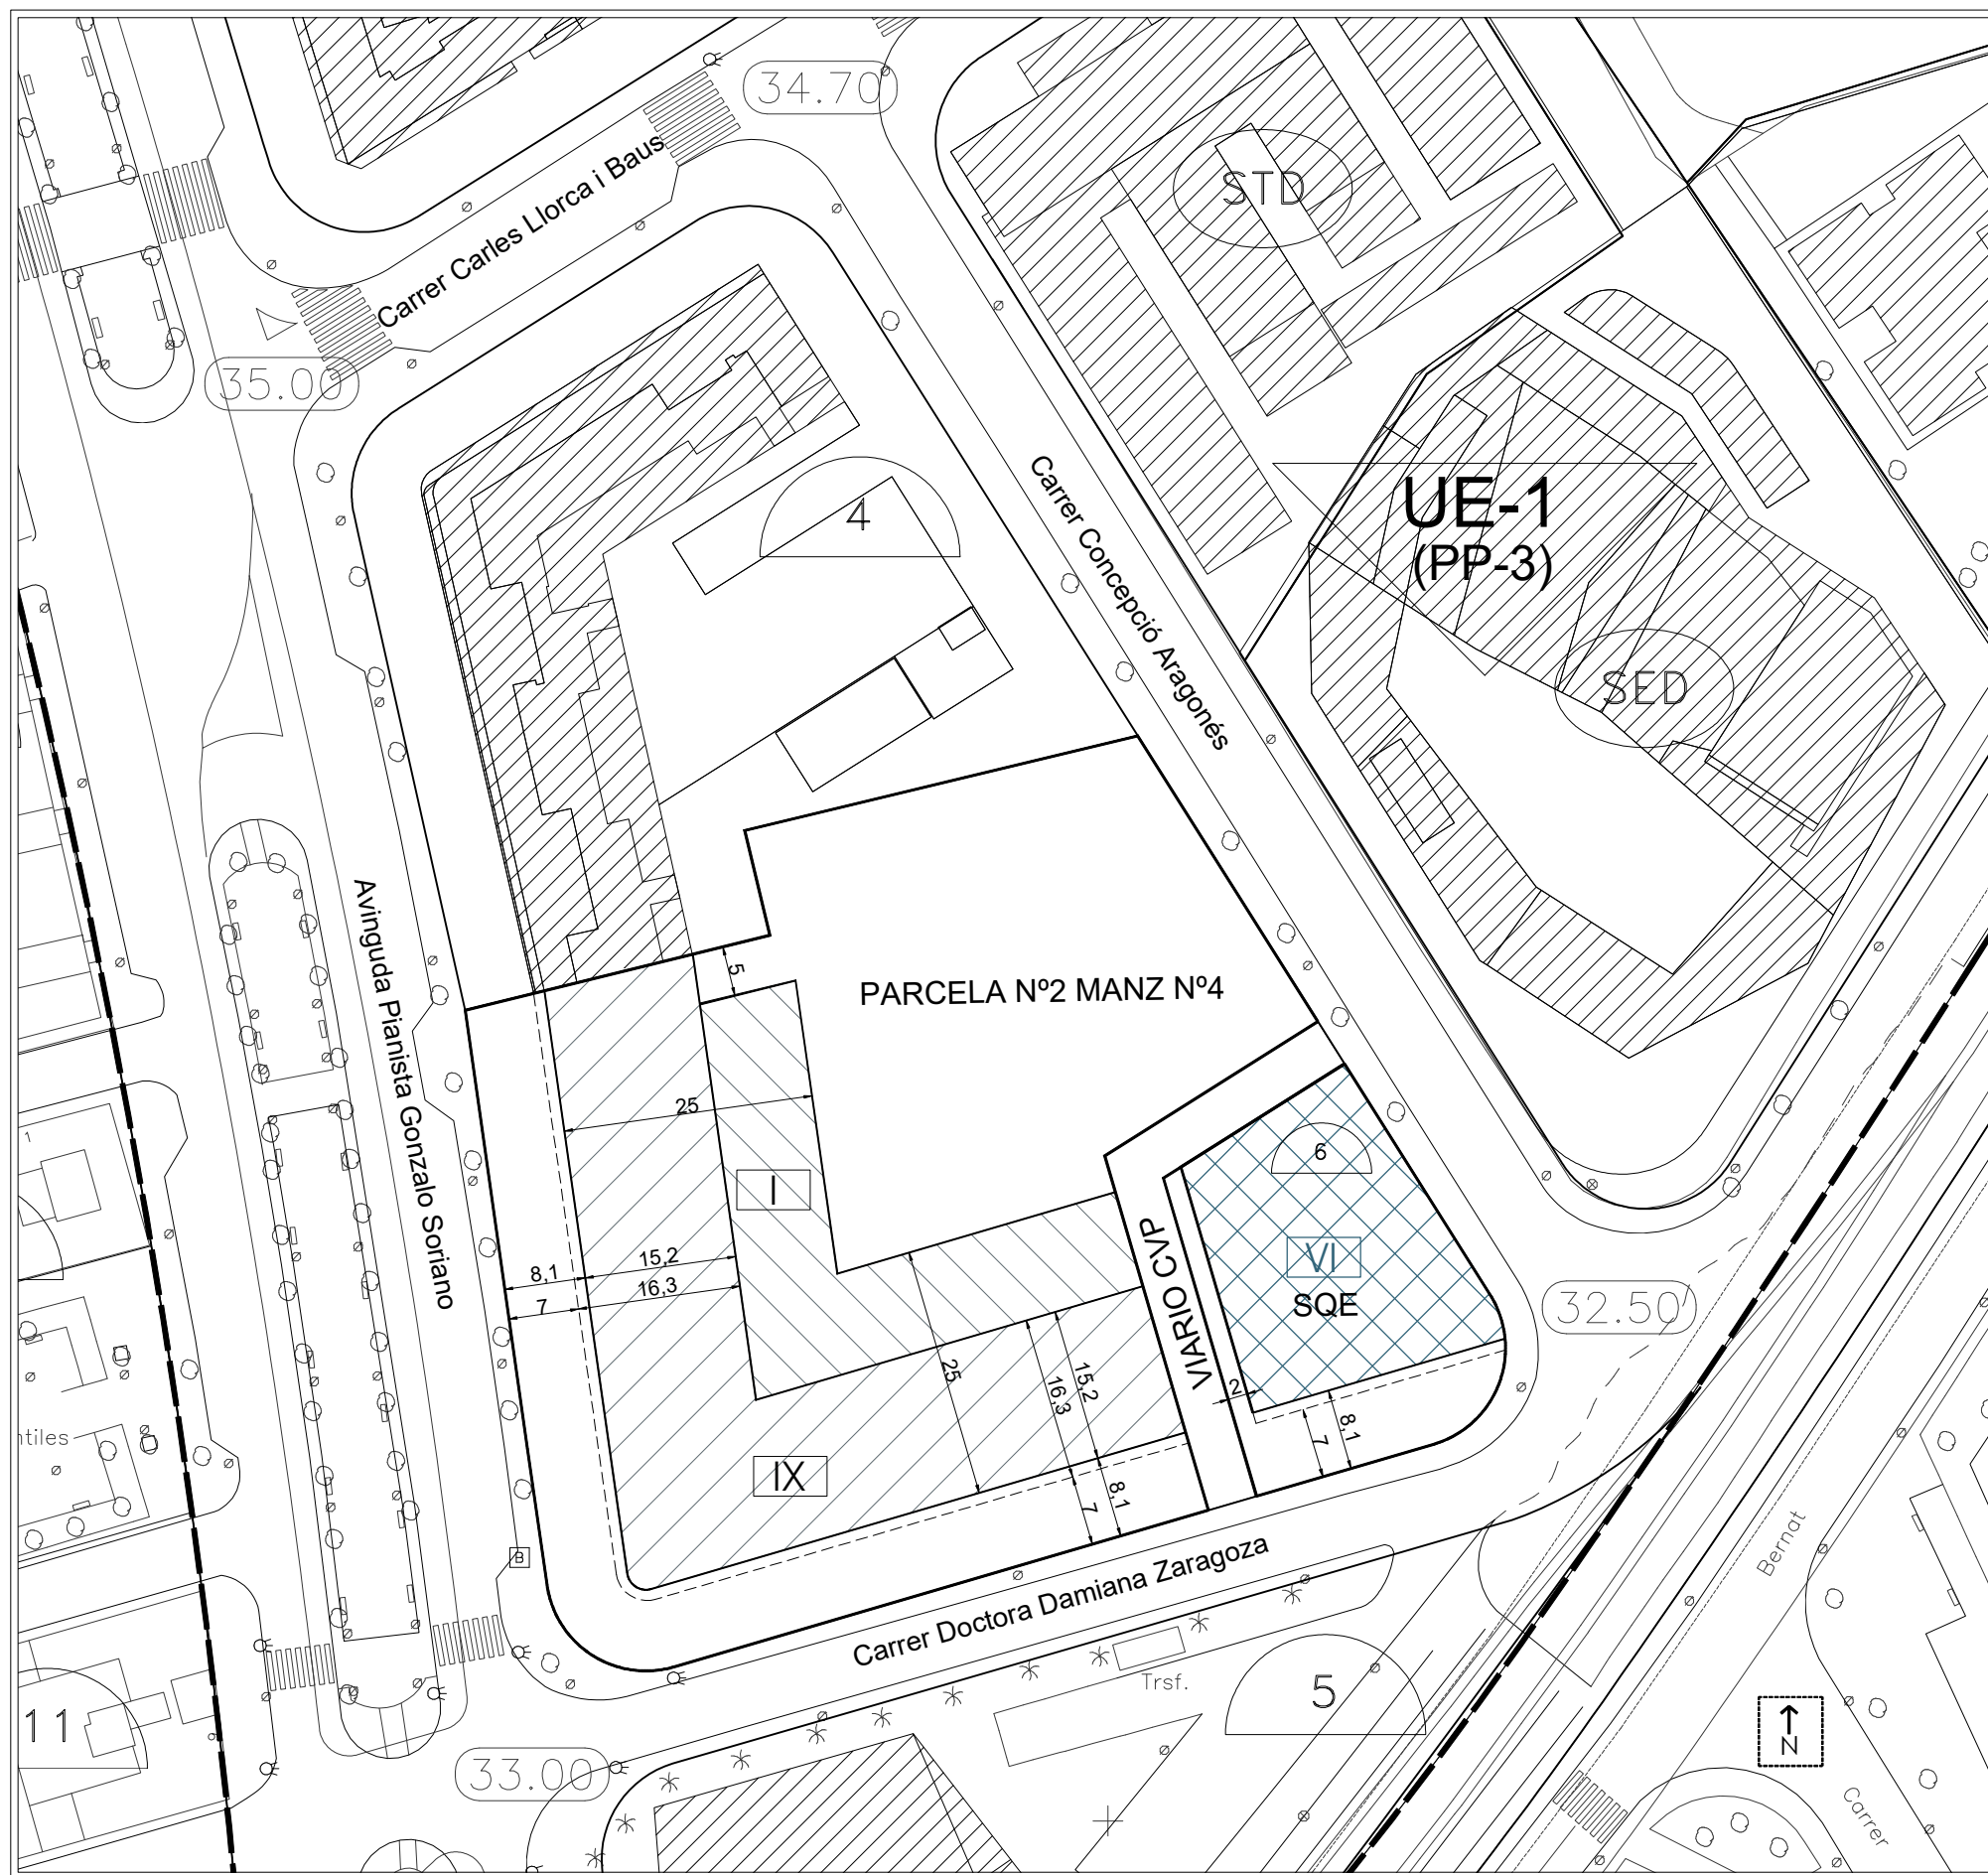 34.70
Carrer Carles Llorca i Baus
STD
35.00
4
Carrer Concepció Aragonés
UE-1
(PP-3)
SED
Avinguda Pianista Gonzalo Soriano
5
PARCELA Nº2 MANZ Nº4
25
I
6
VI
SQE
VIARIO CVP
8,1
15,2
7
16,3
32.50
25
16,3
15,2
2
7
8,1
IX
7
8,1
1
B
Carrer Doctora Damiana Zaragoza
Bernat
Trsf.
5
11
33.00
N
Carrer